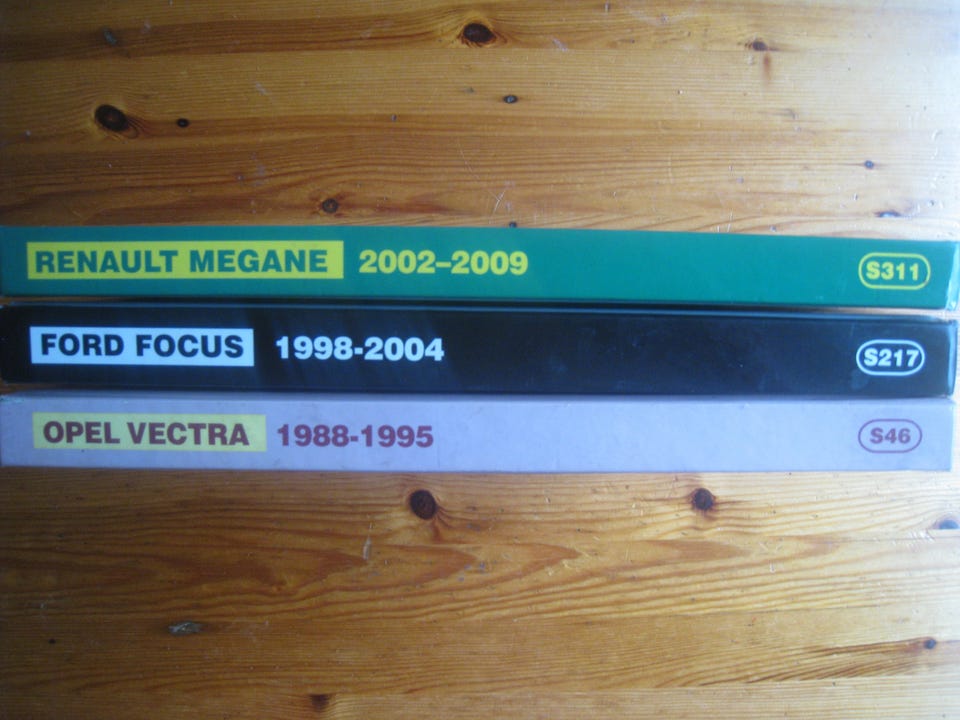 RENAULT MEGANE 2002–2009 S311
FORD FOCUS 1998-2004 S217
OPEL VECTRA 1988-1995 S46